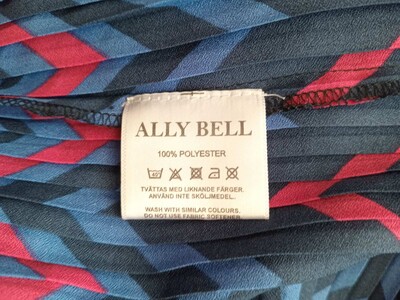 ALLY BELL
100% POLYESTER
TVÄTTAS MED LIKNANDE FÄRGER.
ANVÄND INTE SKÖLJMEDEL.
WASH WITH SIMILAR COLOURS.
DO NOT USE FABRIC SOFTENER.